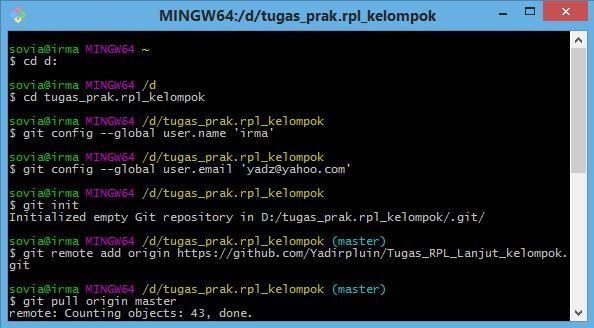 MINGW64:/d/tugas_prak.rpl_kelompok
sovia@irma MINGW64 ~
$ cd d:
sovia@irma MINGW64 /d
$ cd tugas_prak.rpl_kelompok
sovia@irma MINGW64 /d/tugas_prak.rpl_kelompok
$ git config --global user.name 'irma'
sovia@irma MINGW64 /d/tugas_prak.rpl_kelompok
$ git config --global user.email 'yadz@yahoo.com'
sovia@irma MINGW64 /d/tugas_prak.rpl_kelompok
$ git init
Initialized empty Git repository in D:/tugas_prak.rpl_kelompok/.git/
sovia@irma MINGW64 /d/tugas_prak.rpl_kelompok (master)
$ git remote add origin https://github.com/Yadirpluin/Tugas_RPL_Lanjut_kelompok.
git
sovia@irma MINGW64 /d/tugas_prak.rpl_kelompok (master)
$ git pull origin master
remote: Counting objects: 43, done.